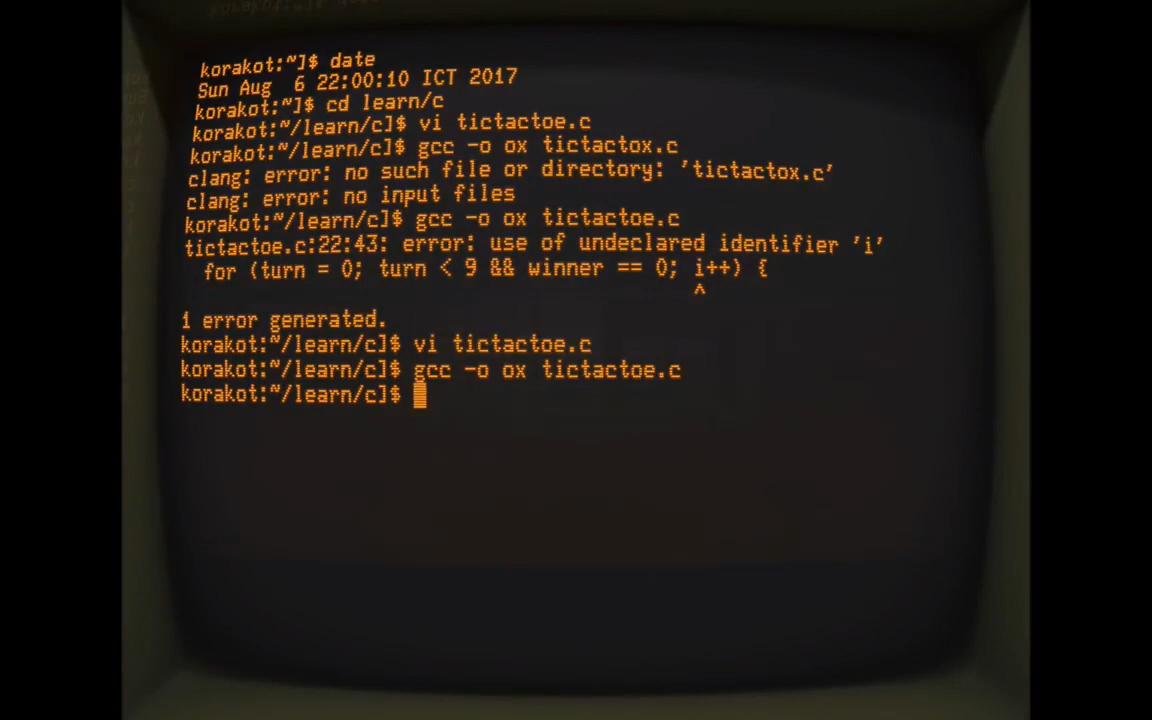 korakot:~]$ date
Sun Aug  6 22:00:10 ICT 2017
korakot:~]$ cd learn/c
korakot:~/learn/c]$ vi tictactoe.c
korakot:~/learn/c]$ gcc -o ox tictactox.c
clang: error: no such file or directory: 'tictactox.c'
clang: error: no input files
korakot:~/learn/c]$ gcc -o ox tictactoe.c
tictactoe.c:22:43: error: use of undeclared identifier 'i'
  for (turn = 0; turn < 9 && winner == 0; i++) {
                                          ^
1 error generated.
korakot:~/learn/c]$ vi tictactoe.c
korakot:~/learn/c]$ gcc -o ox tictactoe.c
korakot:~/learn/c]$